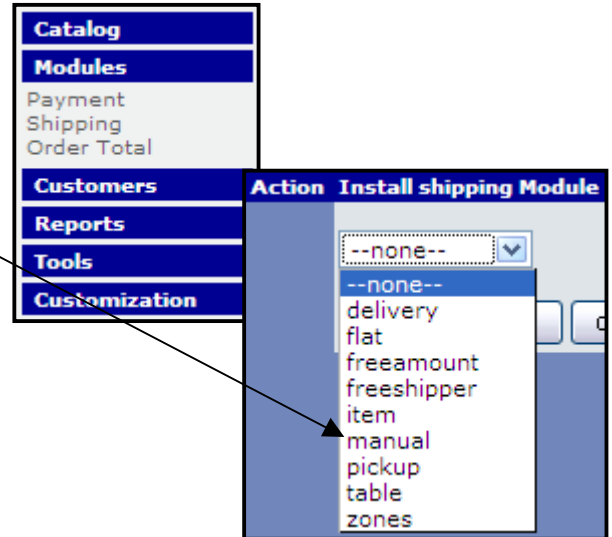 Catalog
Modules
Payment
Shipping
Order Total
Customers
Reports
Tools
Customization
Action Install shipping Module
--none--
--none--
delivery
flat
freeamount
freeshipper
item
manual
pickup
table
zones